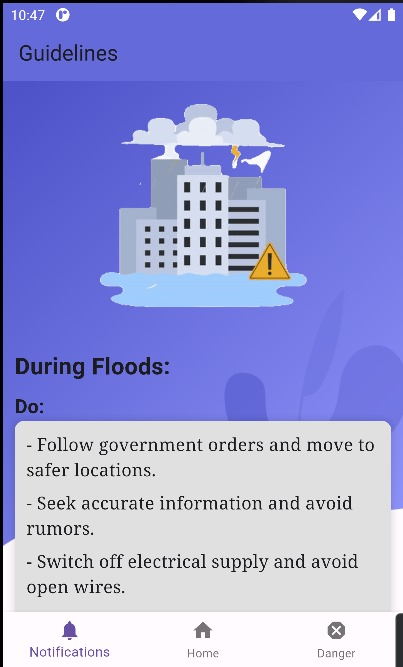 10:47
Guidelines
During Floods:
Do:
- Follow government orders and move to
safer locations.
- Seek accurate information and avoid
rumors.
- Switch off electrical supply and avoid
open wires.
Notifications Home Danger